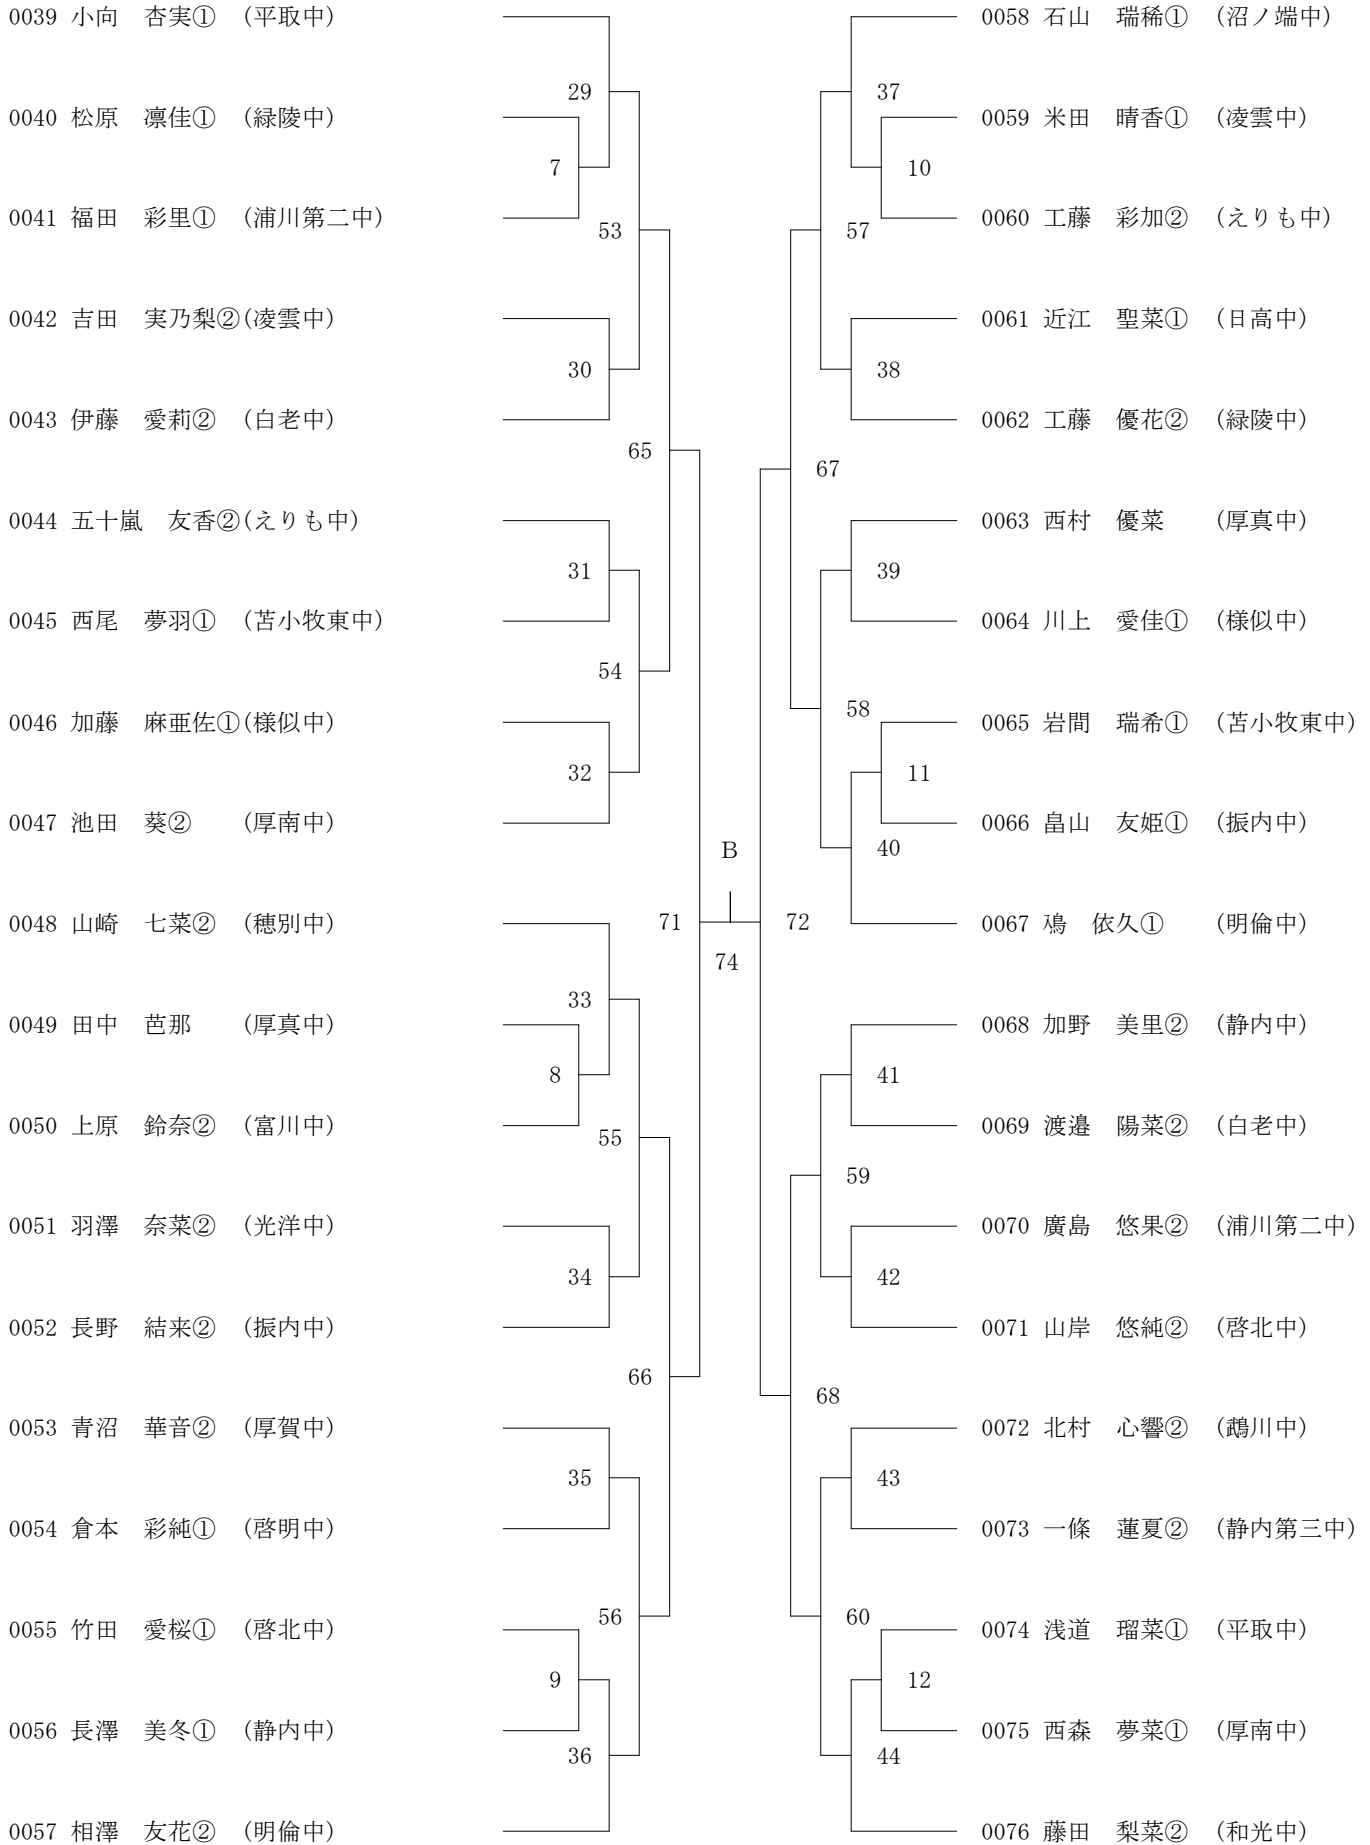 0039 小向　杏実①　(平取中)
29
0040 松原　凛佳①　(緑陵中)
7
0041 福田　彩里①　(浦川第二中)
53
0042 吉田　実乃梨②(凌雲中)
30
0043 伊藤　愛莉②　(白老中)
65
0044 五十嵐　友香②(えりも中)
31
0045 西尾　夢羽①　(苫小牧東中)
54
0046 加藤　麻亜佐①(様似中)
32
0047 池田　葵②　　(厚南中)
0048 山崎　七菜②　(穂別中)
71
33
0049 田中　芭那　　(厚真中)
8
0050 上原　鈴奈②　(富川中)
55
0051 羽澤　奈菜②　(光洋中)
34
0052 長野　結来②　(振内中)
66
0053 青沼　華音②　(厚賀中)
35
0054 倉本　彩純①　(啓明中)
56
0055 竹田　愛桜①　(啓北中)
9
0056 長澤　美冬①　(静内中)
36
0057 相澤　友花②　(明倫中)
B
74
0058 石山　瑞稀①　(沼ノ端中)
37
0059 米田　晴香①　(凌雲中)
10
0060 工藤　彩加②　(えりも中)
57
0061 近江　聖菜①　(日高中)
38
0062 工藤　優花②　(緑陵中)
67
0063 西村　優菜　　(厚真中)
39
0064 川上　愛佳①　(様似中)
58
0065 岩間　瑞希①　(苫小牧東中)
11
0066 畠山　友姫①　(振内中)
40
72
0067 鳰　依久①　　(明倫中)
0068 加野　美里②　(静内中)
41
0069 渡邉　陽菜②　(白老中)
59
0070 廣島　悠果②　(浦川第二中)
42
0071 山岸　悠純②　(啓北中)
68
0072 北村　心響②　(鵡川中)
43
0073 一條　蓮夏②　(静内第三中)
60
0074 浅道　瑠菜①　(平取中)
12
0075 西森　夢菜①　(厚南中)
44
0076 藤田　梨菜②　(和光中)